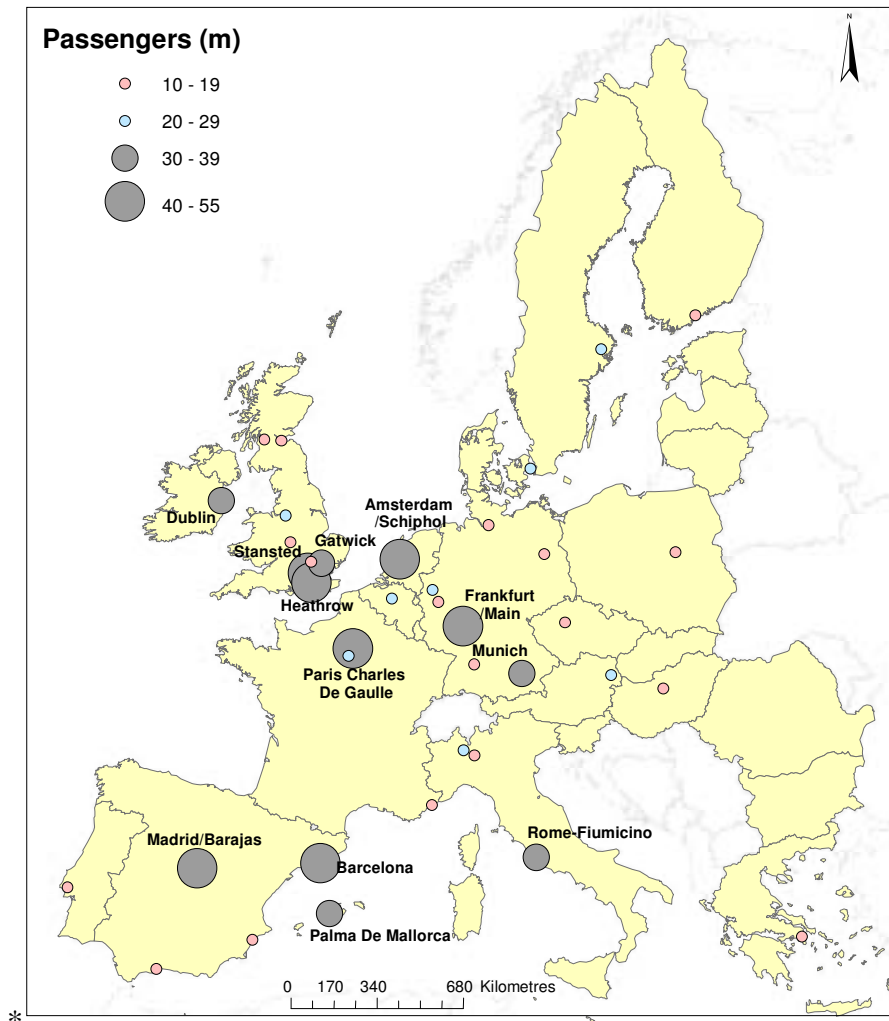 Passengers (m)
N
10 - 19
20 - 29
30 - 39
40 - 55
Dublin
Amsterdam
/Schiphol
Stansted
Gatwick
Heathrow
Frankfurt
/Main
Munich
Paris Charles
De Gaulle
Madrid/Barajas
Barcelona
Rome-Fiumicino
Palma De Mallorca
0 170 340 680 Kilometres
*